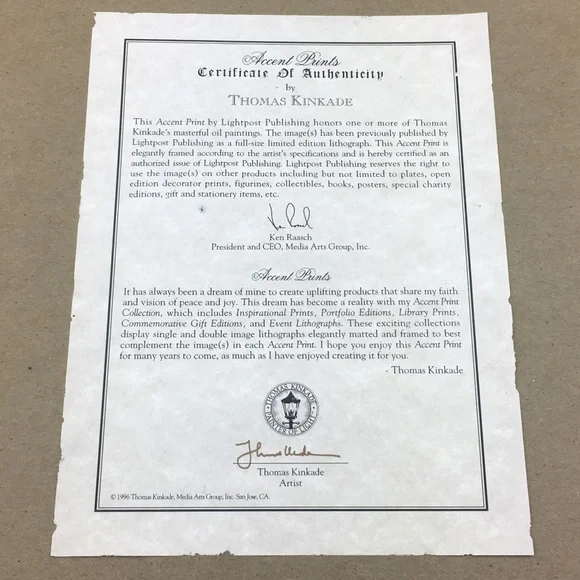 Accent Prints
Certificate Of Authenticity
· by
THOMAS KINKADE
This Accent Print by Lightpost Publishing honors one or more of Thomas
Kinkade's masterful oil paintings. The image(s) has been previously published by
Lightpost Publishing as a full-size limited edition lithograph. This Accent Print is
elegantly framed according to the artist's specifications and is hereby certified as an
authorized issue of Lightpost Publishing. Lightpost Publishing reserves the right to
use the image(s) on other products including but not limited to plates, open
edition decorator prints, figurines, collectibles, books, posters, special charity
editions, gift and stationery items, etc.
Ken Raasch
President and CEO, Media Arts Group, Inc.
Accent Prints
It has always been a dream of mine to create uplifting products that share my faith
and vision of peace and joy. This dream has become a reality with my Accent Print
Collection, which includes Inspirational Prints, Portfolio Editions, Library Prints,
Commemorative Gift Editions, and Event Lithographs. These exciting collections
display single and double image lithographs elegantly matted and framed to best
complement the image(s) in each Accent Print. I hope you enjoy this Accent Print
for many years to come, as much as I have enjoyed creating it for you.
- Thomas Kinkade
THOMAS KINKADE
PAINTER OF LIGHT
Thomas Kinkade
Artist
© 1996 Thomas Kinkade, Media Arts Group, Inc. San Jose, CA